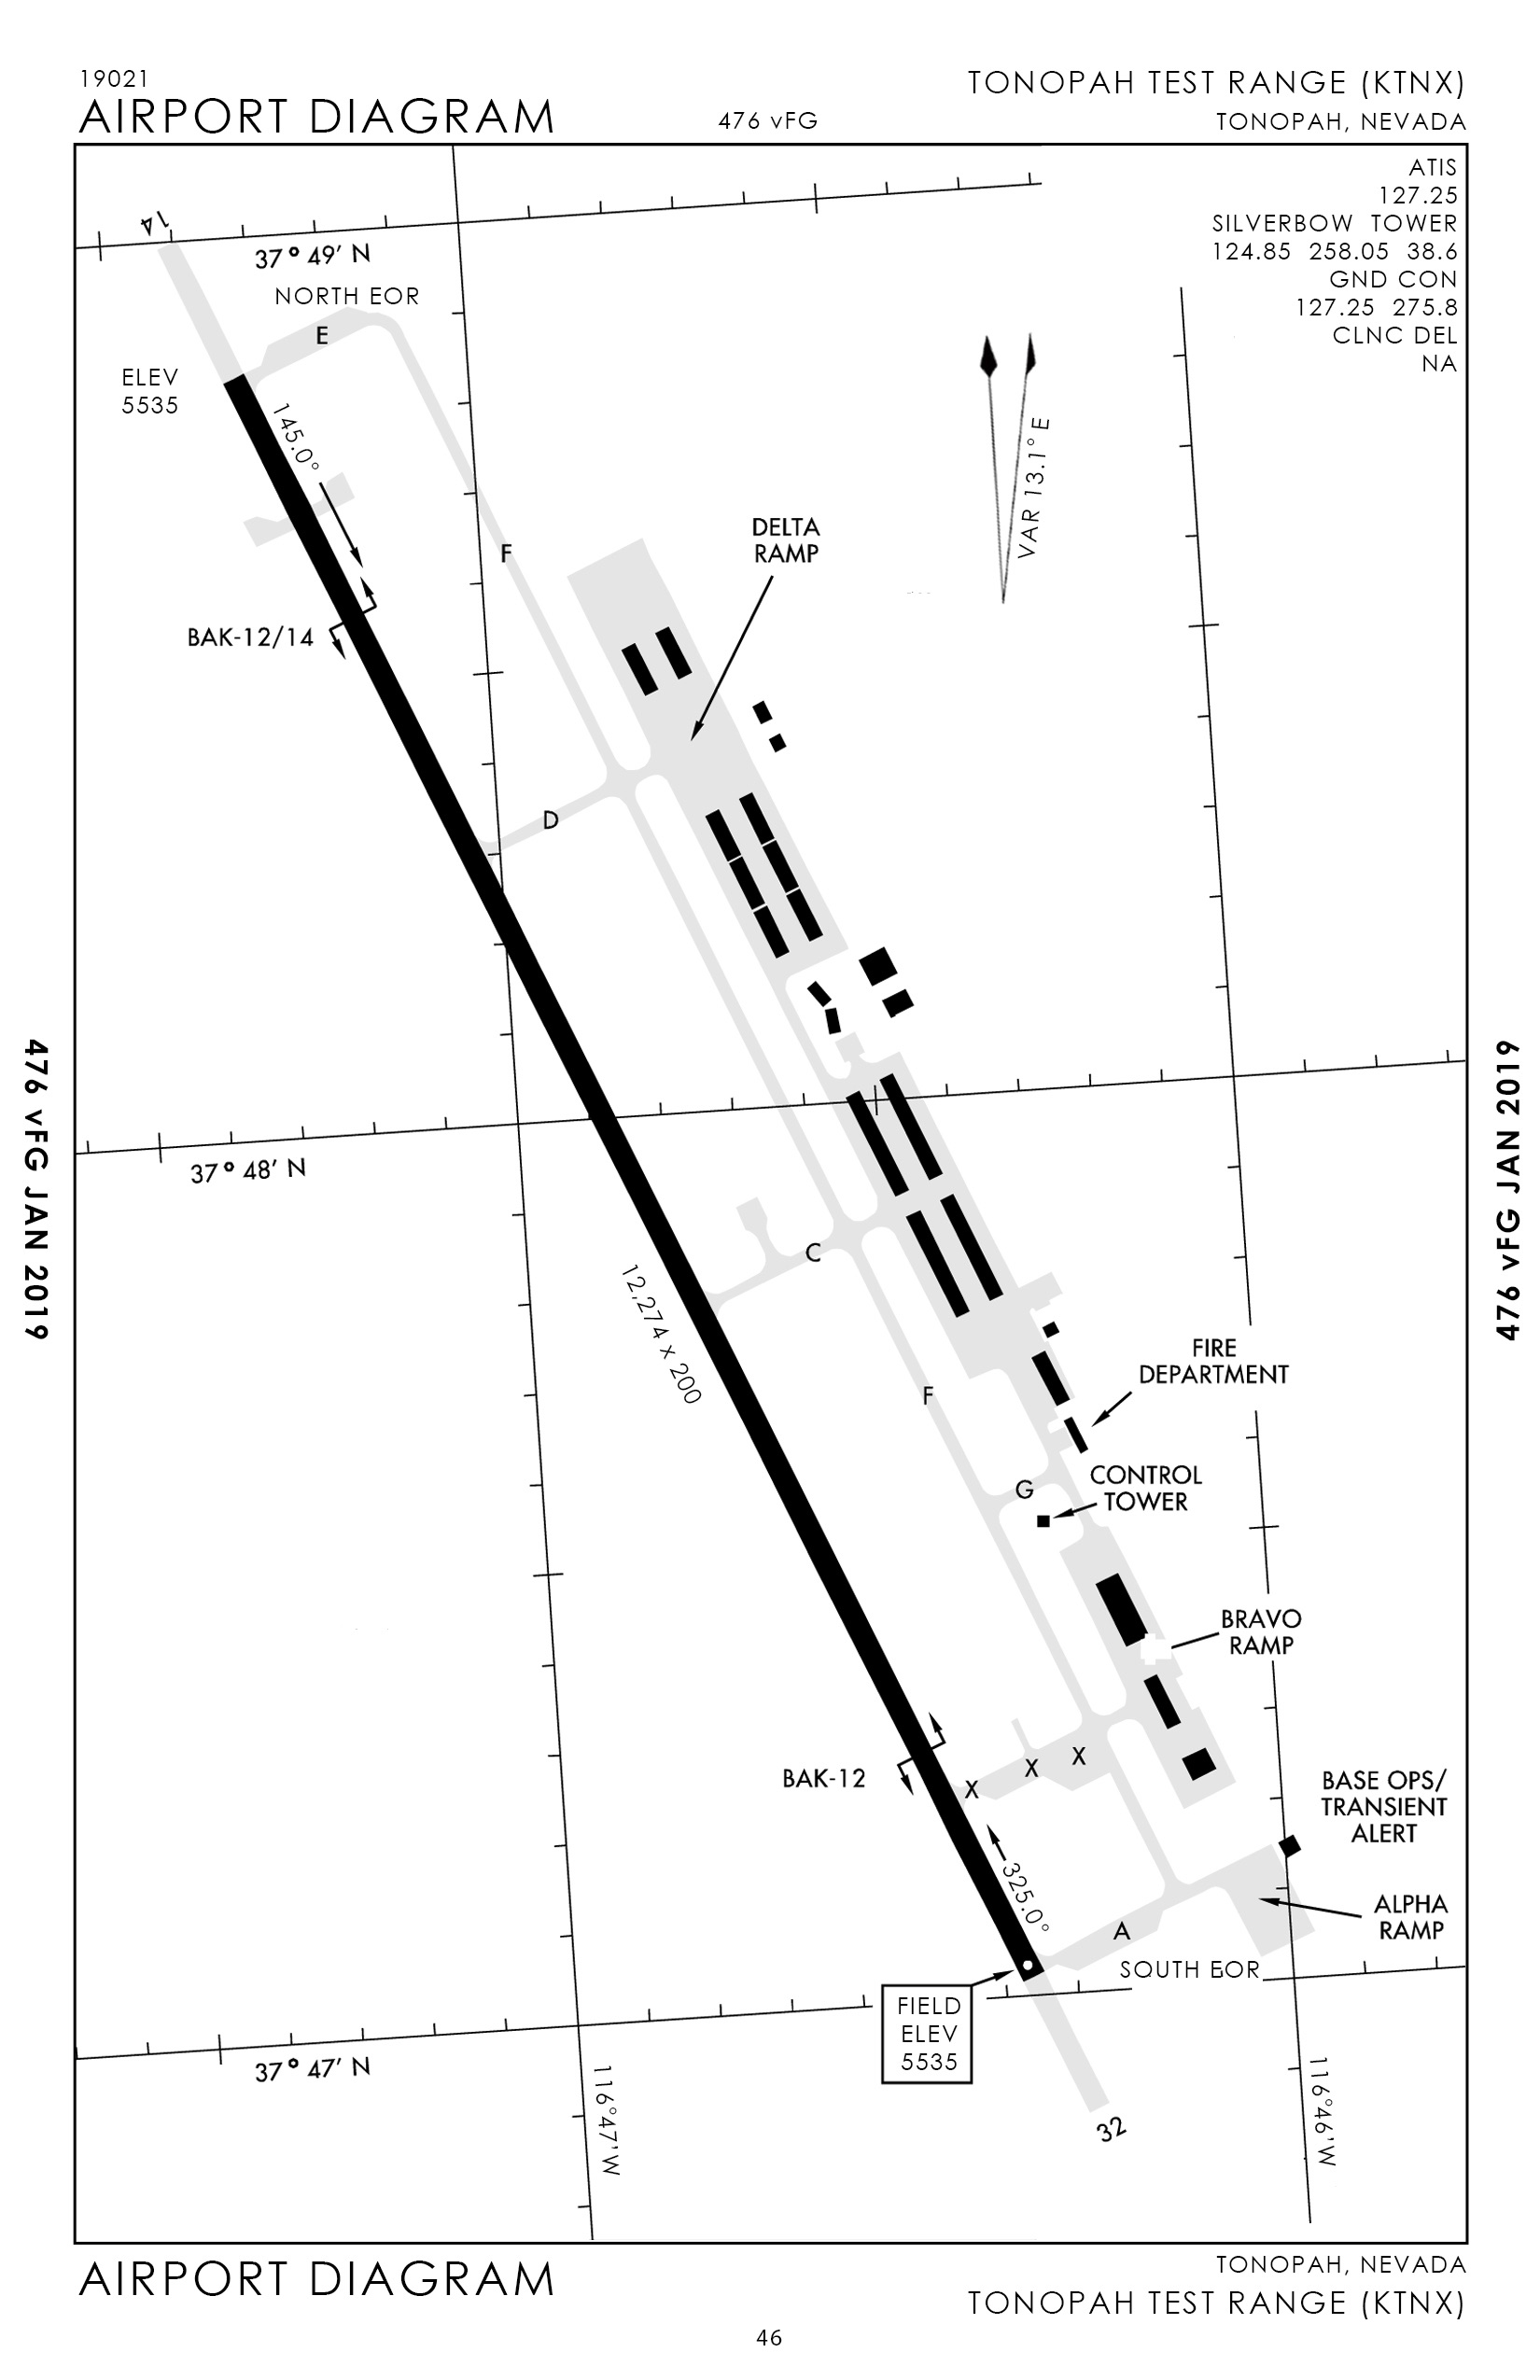 19021
AIRPORT DIAGRAM
476 vFG
TONOPAH TEST RANGE (KTNX)
TONOPAH, NEVADA
ATIS
127.25
SILVERBOW TOWER
124.85 258.05 38.6
GND CON
127.25 275.8
CLNC DEL
NA
14
37° 49' N
NORTH EOR
E
ELEV
5535
145.0°
VAR 13.1° E
DELTA
RAMP
F
BAK-12/14
D
476 vFG JAN 2019
476 vFG JAN 2019
37° 48' N
C
12,274 x 200
FIRE
DEPARTMENT
F
CONTROL
TOWER
G
BRAVO
RAMP
X
X
X
BAK-12
BASE OPS/
TRANSIENT
ALERT
325.0°
ALPHA
RAMP
A
SOUTH EOR
FIELD
ELEV
5535
37° 47' N
116°47'W
116°46'W
32
AIRPORT DIAGRAM
TONOPAH, NEVADA
TONOPAH TEST RANGE (KTNX)
46